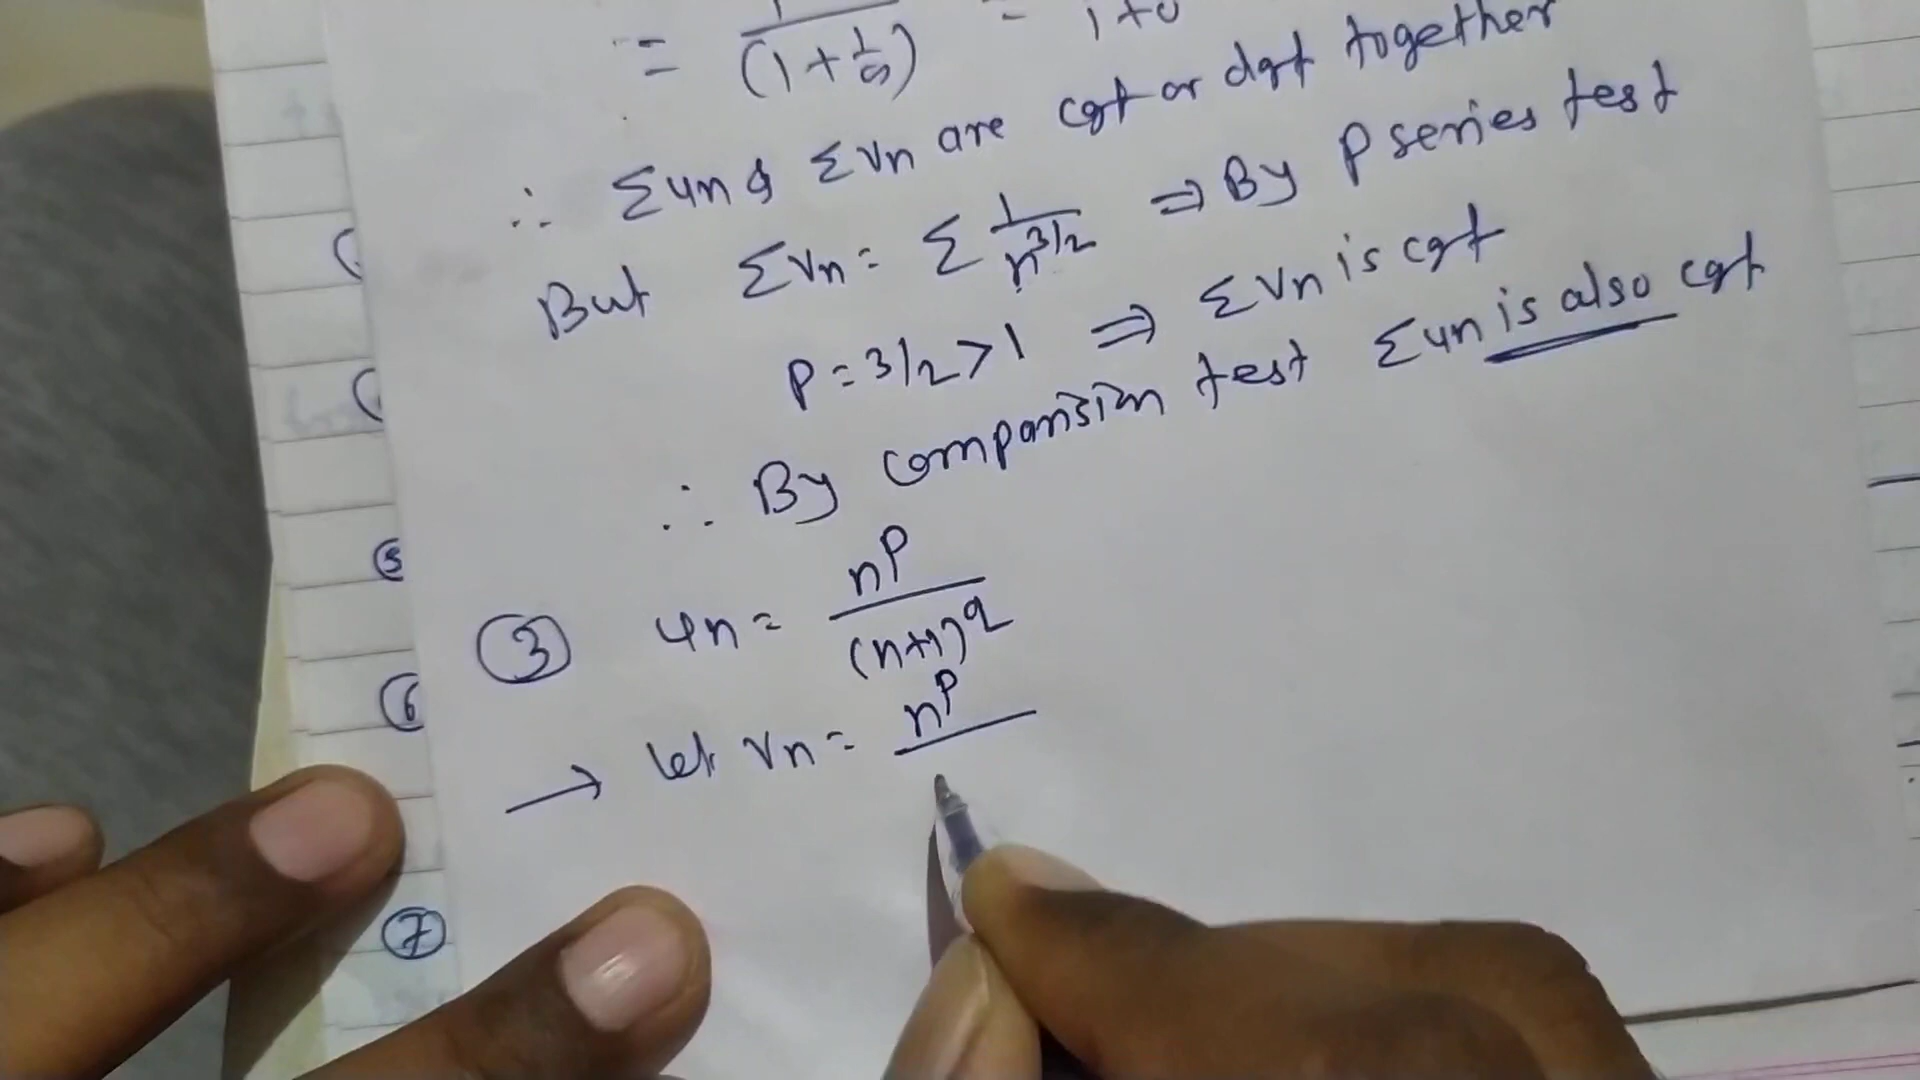 = 1/(1+1/n) = 1+0
∴ Σun & Σvn are cgt or dgt together
But Σvn = Σ 1/n^3/2 ⇒ By P series test
P = 3/2 > 1 ⇒ Σvn is cgt
∴ By comparisim test Σun is also cgt
③ un = n^p/(n+1)^q
→ let vn = n^p
5
6
7